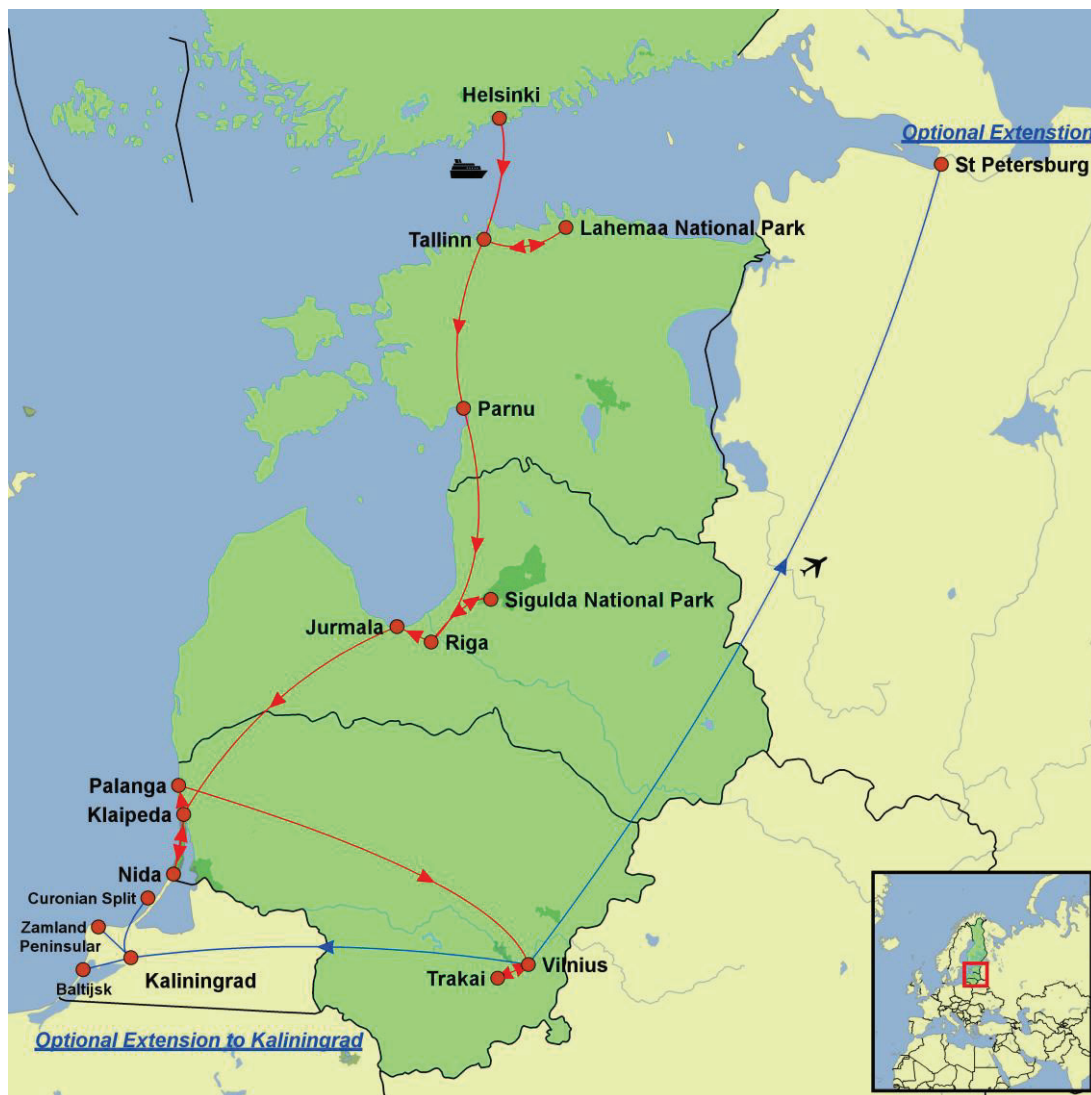 Helsinki
Optional Extenstion
St Petersburg
Tallinn
Lahemaa National Park
Parnu
Sigulda National Park
Jurmala
Riga
Palanga
Klaipeda
Nida
Curonian Split
Zamland
Peninsular
Kaliningrad
Baltijsk
Vilnius
Trakai
Optional Extension to Kaliningrad